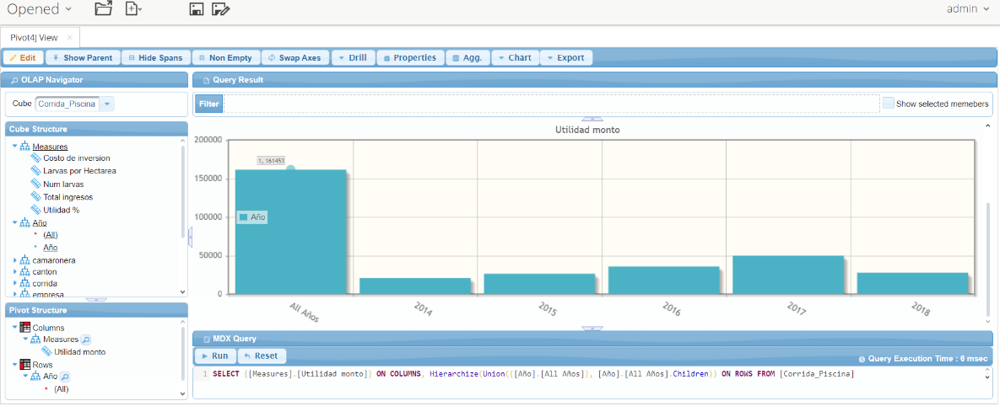 Opened
admin
Pivot4J View
Edit Show Parent Hide Spans Non Empty Swap Axes Drill Properties Agg. Chart Export
OLAP Navigator
Cube Corrida_Piscina
Cube Structure
Measures
Costo de inversion
Larvas por Hectarea
Num larvas
Total ingresos
Utilidad %
Año
(All)
Año
camaronera
canton
corrida
empresa
Pivot Structure
Columns
Measures
Utilidad monto
Rows
Año
(All)
Query Result
Filter
Show selected memebers
Utilidad monto
200000
150000
100000
50000
0
1, 161453
Año
All Años 2014 2015 2016 2017 2018
MDX Query
Run Reset
Query Execution Time : 6 msec
1 SELECT {[Measures].[Utilidad monto]} ON COLUMNS, Hierarchize(Union({[Año].[All Años]}, [Año].[All Años].Children)) ON ROWS FROM [Corrida_Piscina]